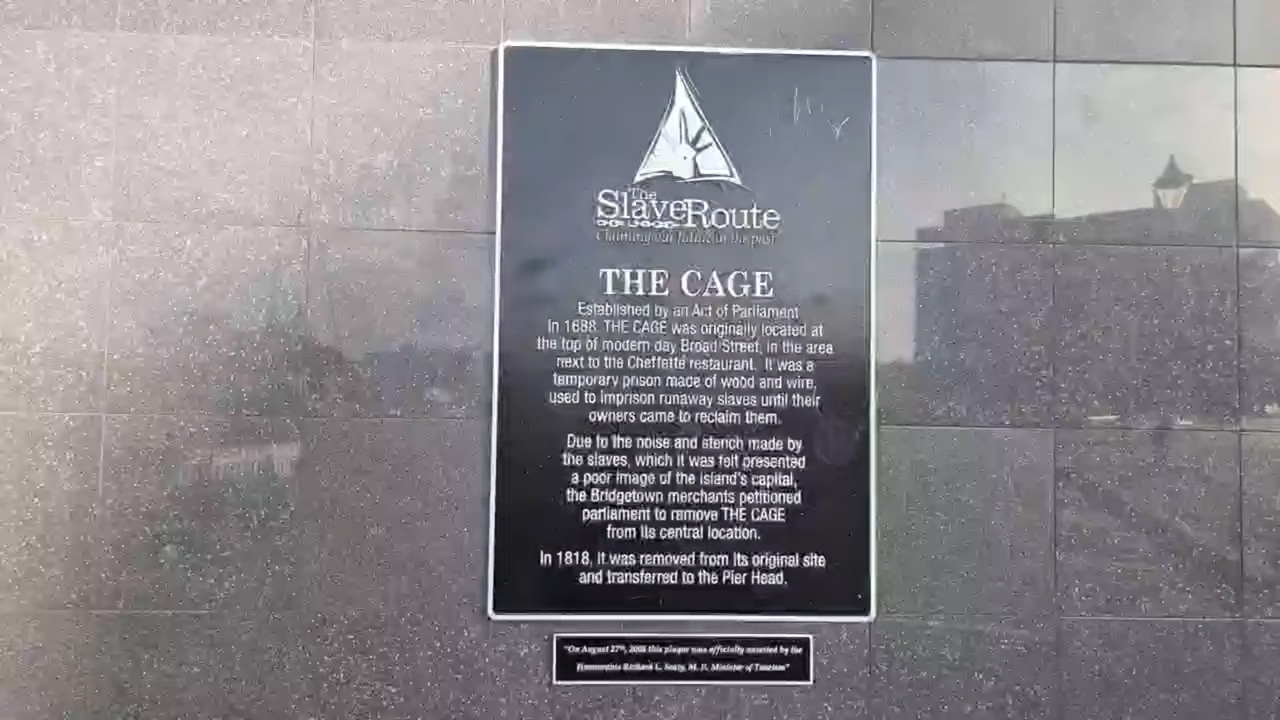 The
SlaveRoute
Claiming our future in the past
THE CAGE
Established by an Act of Parliament
In 1688. THE CAGE was originally located at
the top of modern day Broad Street, in the area
next to the Cheffette restaurant. It was a
temporary prison made of wood and wire,
used to imprison runaway slaves until their
owners came to reclaim them.
Due to the noise and stench made by
the slaves, which it was felt presented
a poor image of the island's capital,
the Bridgetown merchants petitioned
parliament to remove THE CAGE
from its central location.
In 1818, it was removed from its original site
and transferred to the Pier Head.
"On August 27th, this plaque was officially unveiled by the
Honourable Richard L. Sealy, M. P. Minister of Tourism"